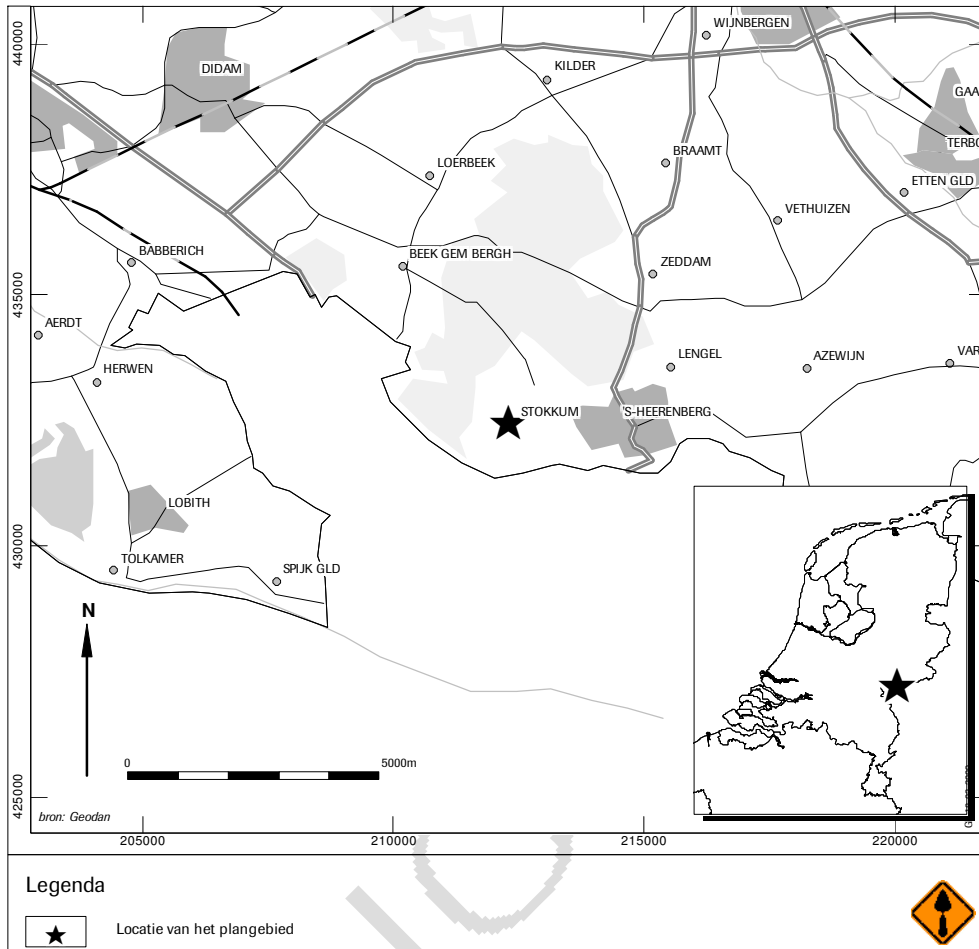 WIJNBERGEN
440000
KILDER
DIDAM
GAA
TERBO
BRAAMT
LOERBEEK
ETTEN GLD
VETHUIZEN
BABBERICH
BEEK GEM BERGH
ZEDDAM
435000
AERDT
HERWEN
LENGEL
AZEWIJN
VAR
STOKKUM
'S-HEERENBERG
LOBITH
430000
TOLKAMER
SPIJK GLD
N
0 5000m
425000
bron: Geodan
205000 210000 215000 220000
Legenda
Locatie van het plangebied